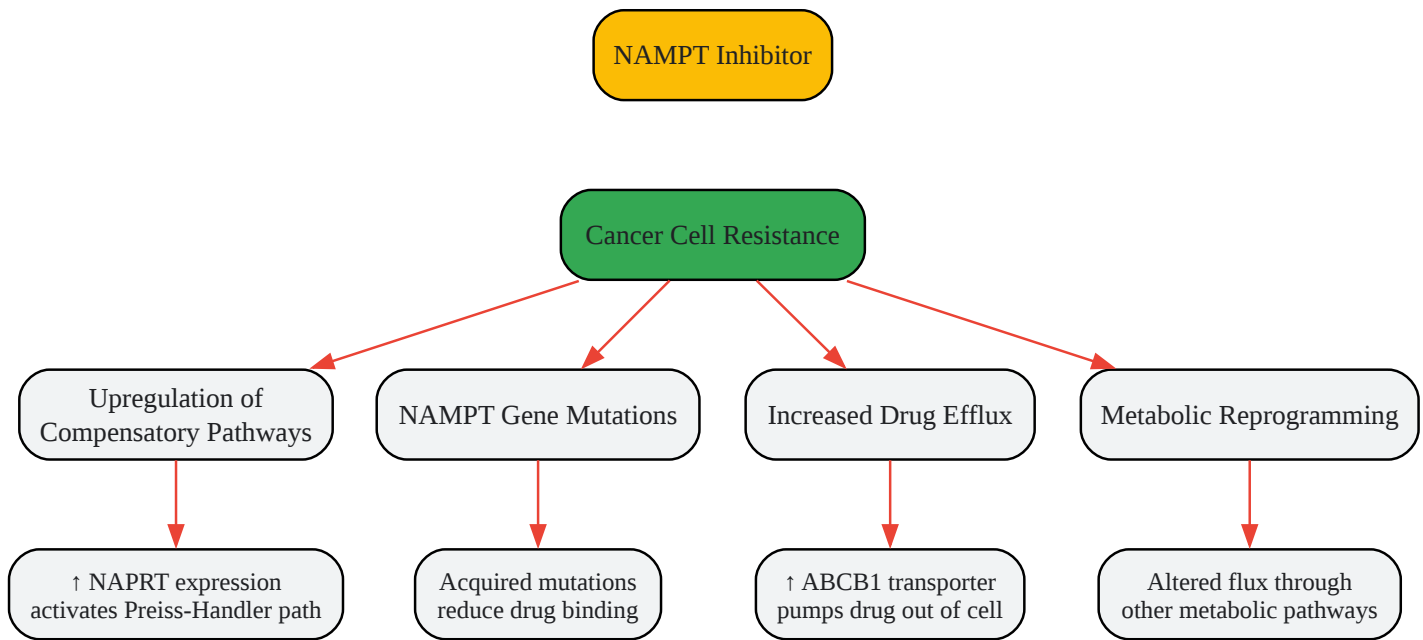 NAMPT Inhibitor
Cancer Cell Resistance
Upregulation of
Compensatory Pathways
NAMPT Gene Mutations
Increased Drug Efflux
Metabolic Reprogramming
↑ NAPRT expression
activates Preiss-Handler path
Acquired mutations
reduce drug binding
↑ ABCB1 transporter
pumps drug out of cell
Altered flux through
other metabolic pathways